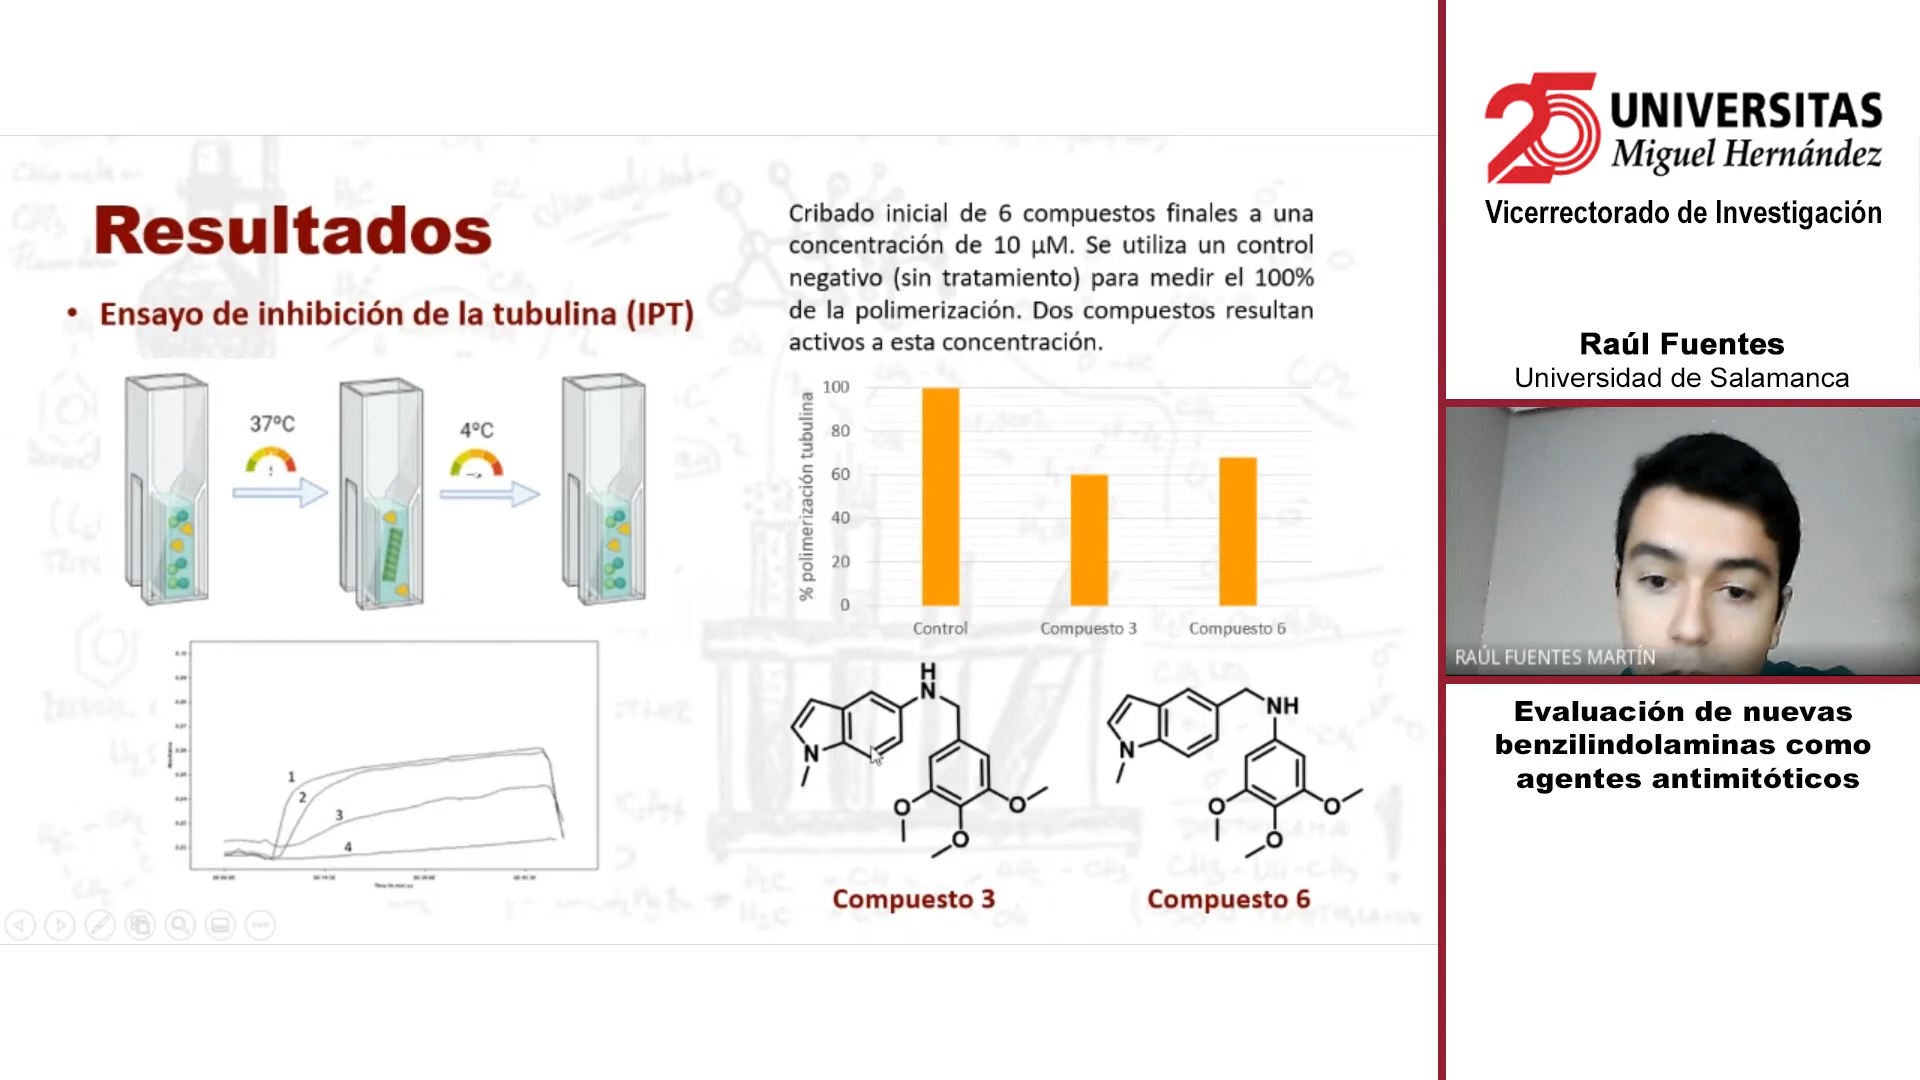 Resultados
• Ensayo de inhibición de la tubulina (IPT)
37ºC
4ºC
1
2
3
4
Cribado inicial de 6 compuestos finales a una
concentración de 10 µM. Se utiliza un control
negativo (sin tratamiento) para medir el 100%
de la polimerización. Dos compuestos resultan
activos a esta concentración.
% polimerización tubulina
100
80
60
40
20
0
Control
Compuesto 3
Compuesto 6
H
N
N
O
O
O
NH
N
O
O
O
Compuesto 3
Compuesto 6
25
UNIVERSITAS
Miguel Hernández
Vicerrectorado de Investigación
Raúl Fuentes
Universidad de Salamanca
RAÚL FUENTES MARTÍN
Evaluación de nuevas
benzilindolaminas como
agentes antimitóticos